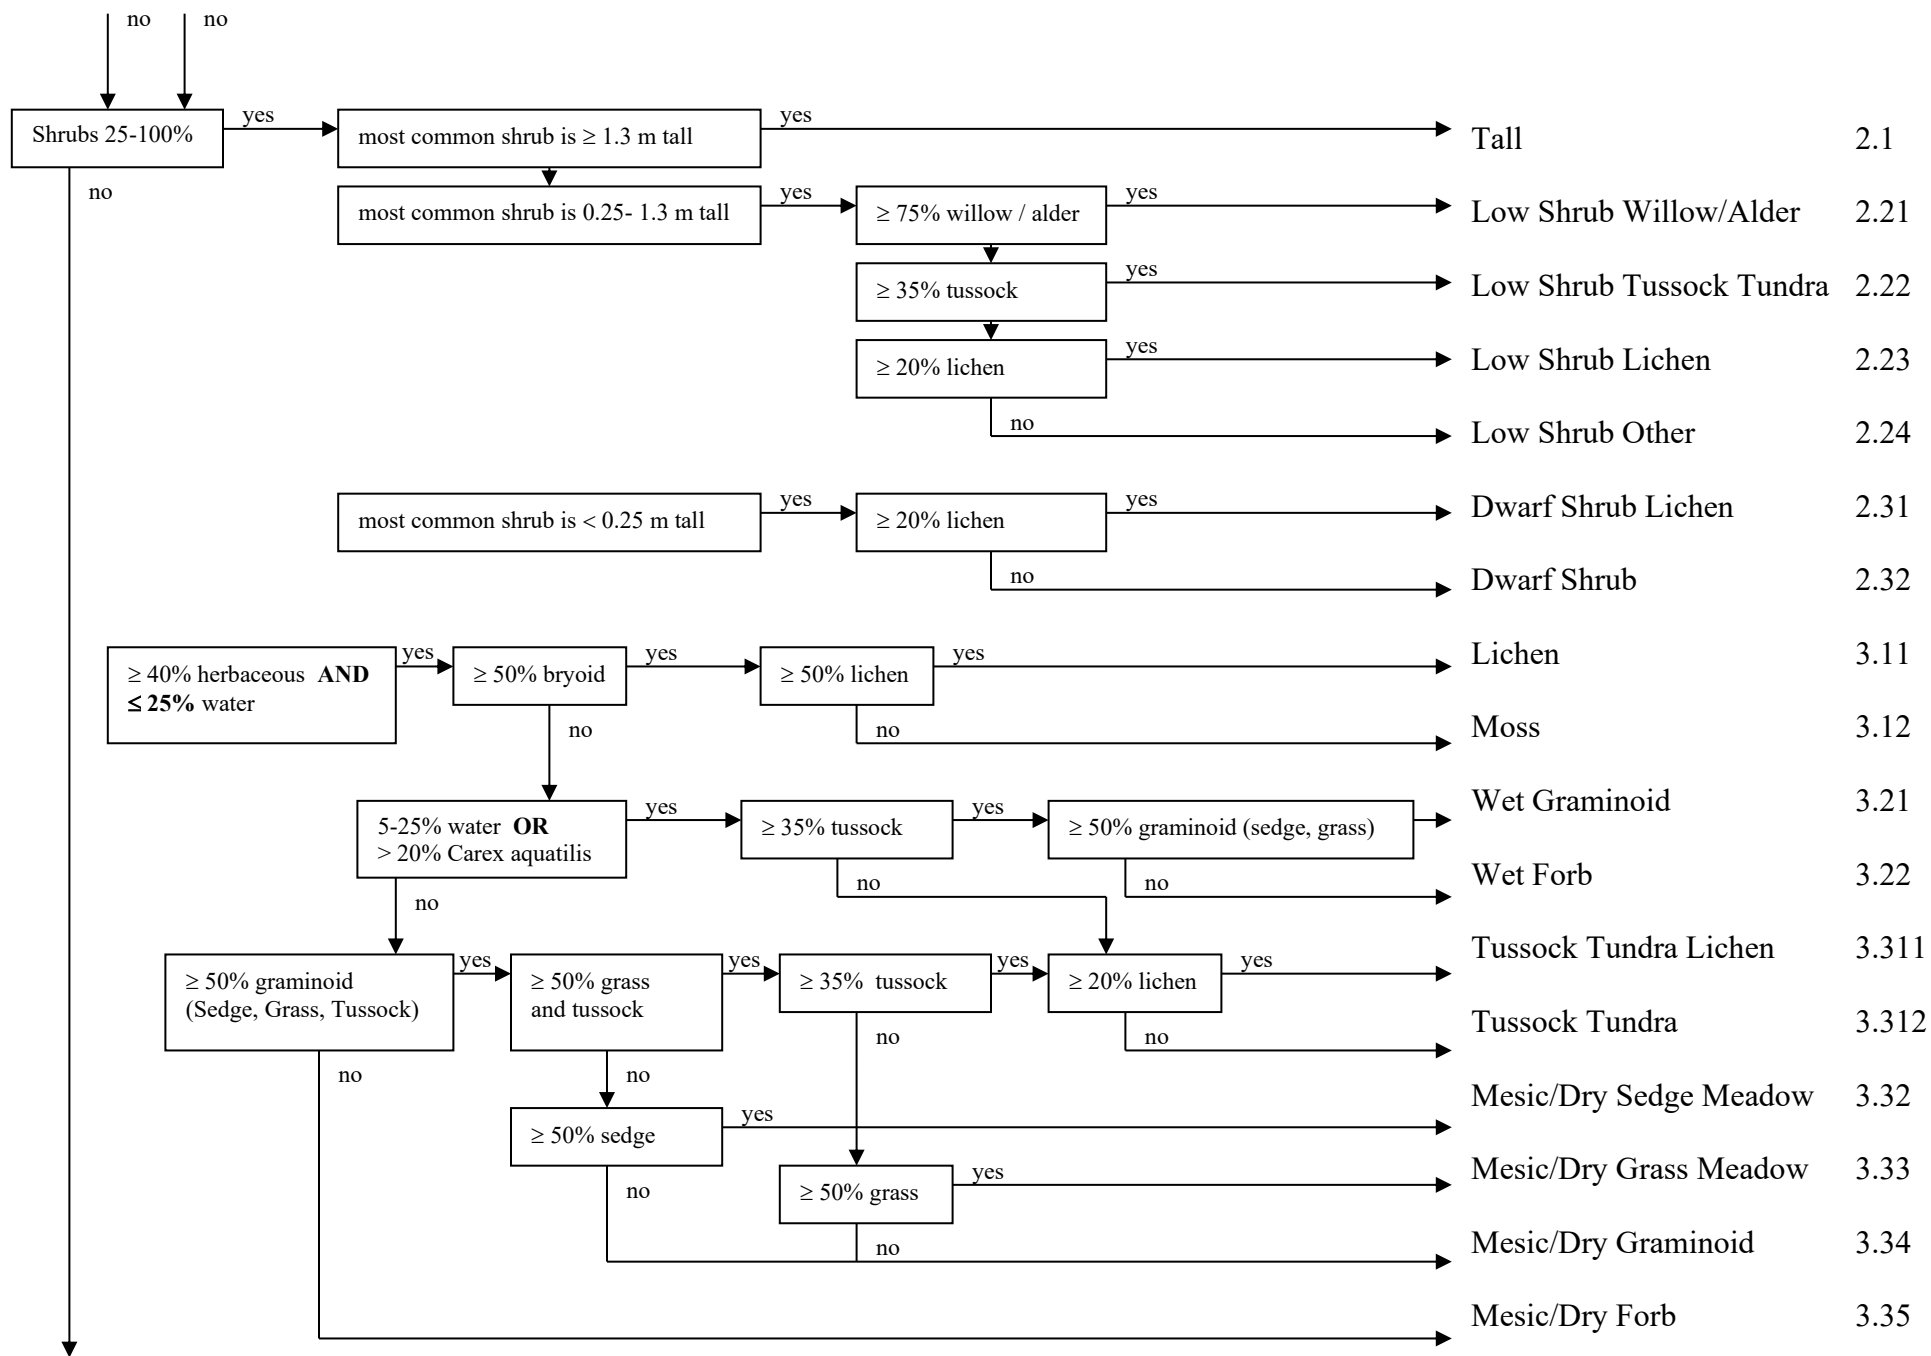 no no
Shrubs 25-100% yes most common shrub is ≥ 1.3 m tall yes Tall 2.1
no most common shrub is 0.25- 1.3 m tall yes ≥ 75% willow / alder yes Low Shrub Willow/Alder 2.21
≥ 35% tussock yes Low Shrub Tussock Tundra 2.22
≥ 20% lichen yes Low Shrub Lichen 2.23
no Low Shrub Other 2.24
most common shrub is < 0.25 m tall yes ≥ 20% lichen yes Dwarf Shrub Lichen 2.31
no Dwarf Shrub 2.32
≥ 40% herbaceous AND
≤ 25% water
yes ≥ 50% bryoid yes ≥ 50% lichen yes Lichen 3.11
no no Moss 3.12
5-25% water OR
> 20% Carex aquatilis
yes ≥ 35% tussock yes ≥ 50% graminoid (sedge, grass) Wet Graminoid 3.21
no no no Wet Forb 3.22
≥ 50% graminoid
(Sedge, Grass, Tussock)
yes ≥ 50% grass
and tussock
yes ≥ 35% tussock yes ≥ 20% lichen yes Tussock Tundra Lichen 3.311
no no Tussock Tundra 3.312
no no
≥ 50% sedge yes Mesic/Dry Sedge Meadow 3.32
no ≥ 50% grass yes Mesic/Dry Grass Meadow 3.33
no Mesic/Dry Graminoid 3.34
Mesic/Dry Forb 3.35